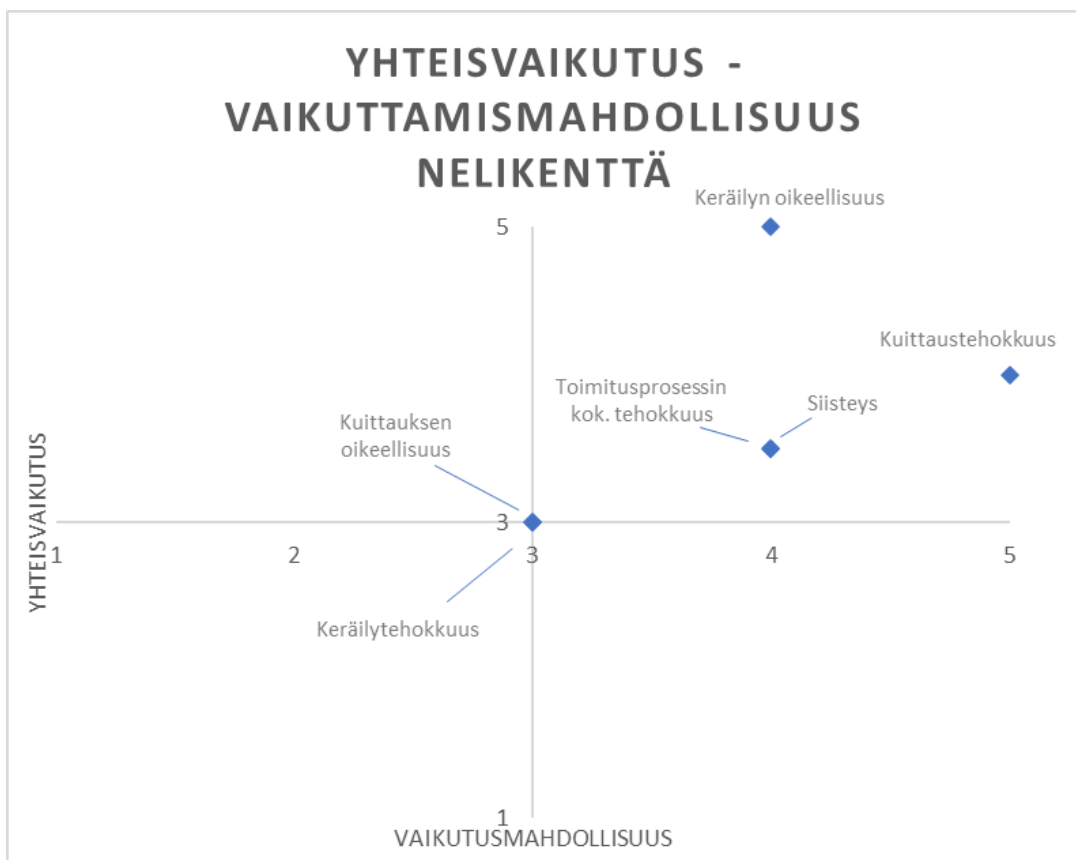 YHTEISVAIKUTUS -
VAIKUTTAMISMAHDOLLISUUS
NELIKENTTÄ
Keräilyn oikeellisuus
5
Kuittaustehokkuus
Toimitusprosessin
kok. tehokkuus
Siisteys
Kuittauksen
oikeellisuus
YHTEISVAIKUTUS
3
1 2 3 4 5
Keräilytehokkuus
1
VAIKUTUSMAHDOLLISUUS